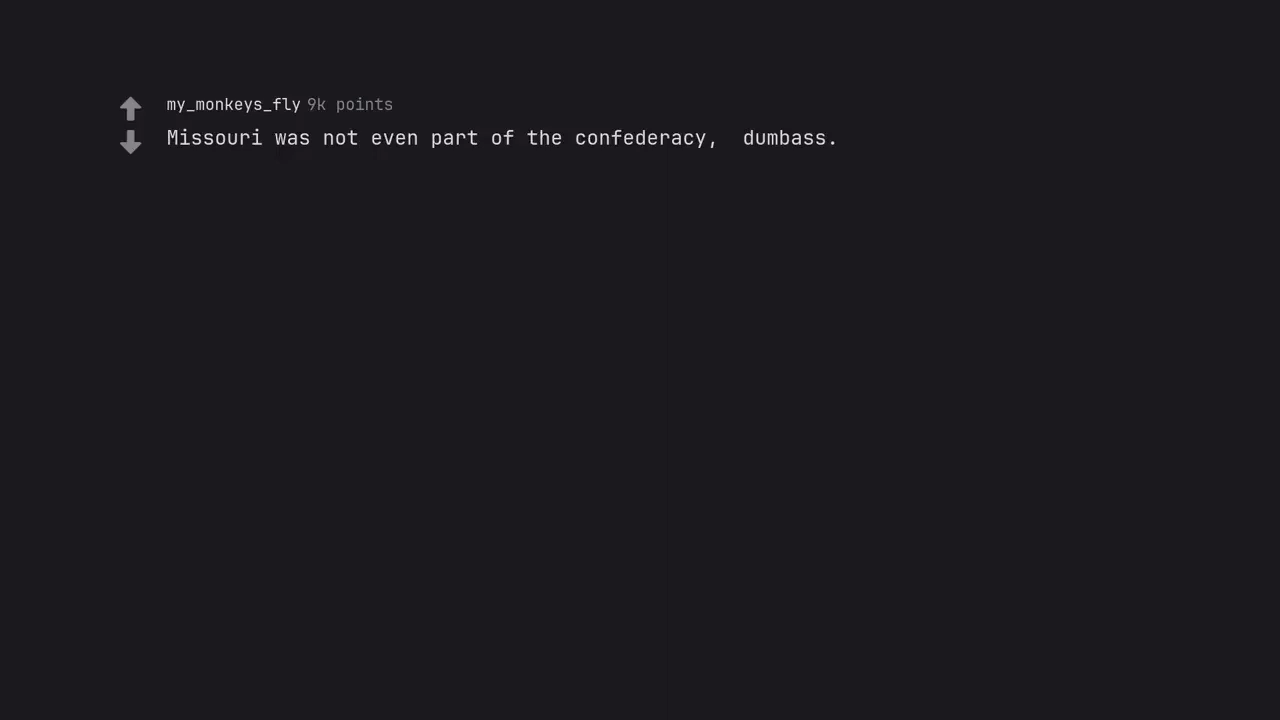 my_monkeys_fly 9k points
Missouri was not even part of the confederacy,  dumbass.